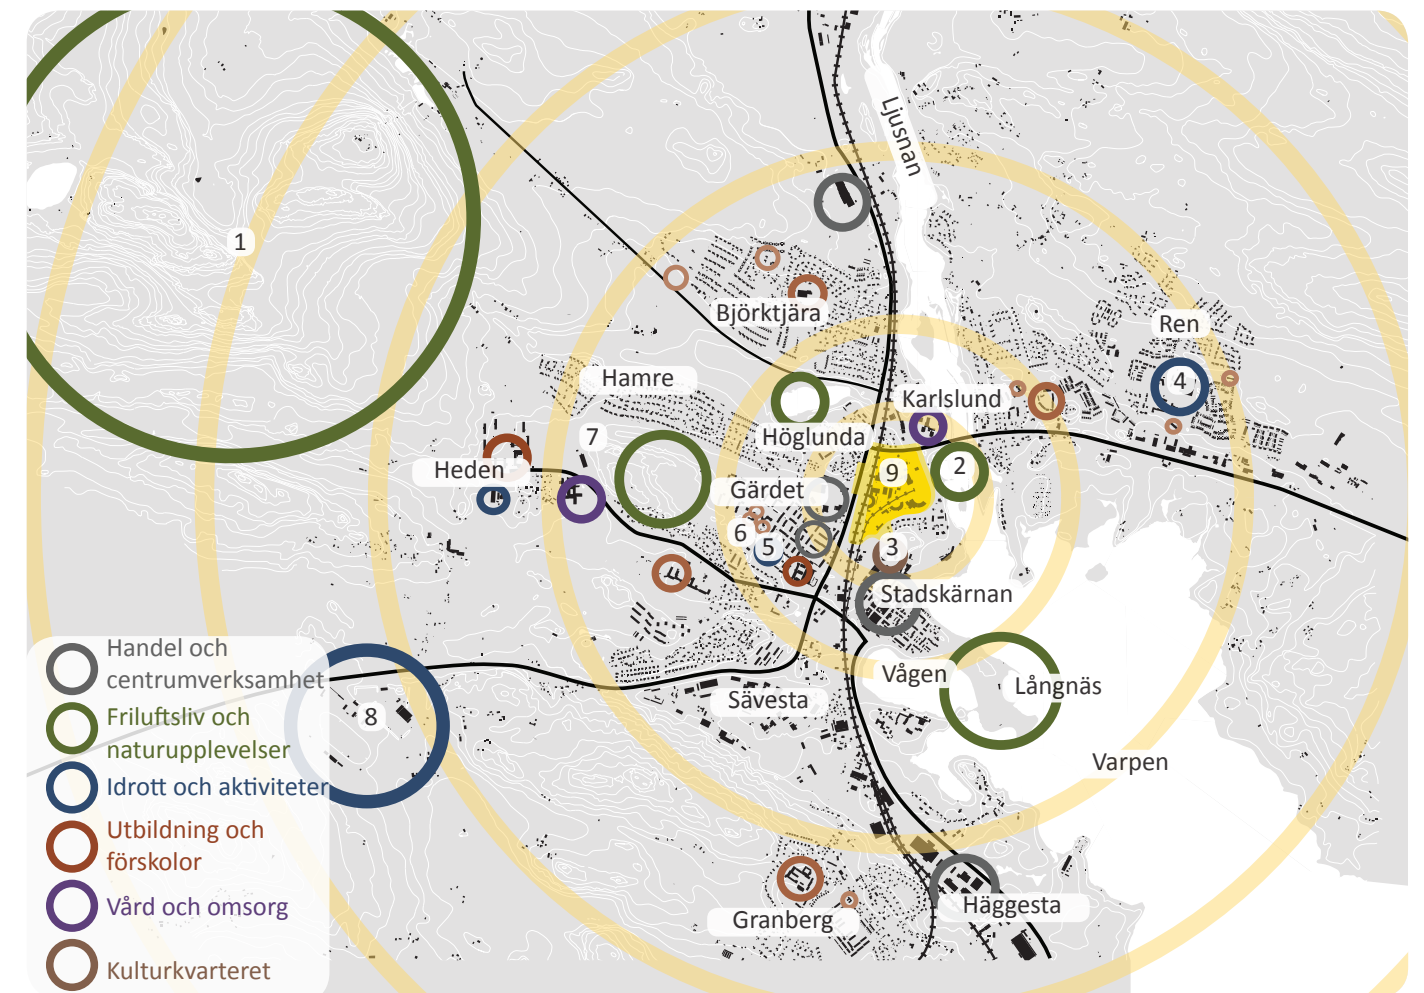 Ljusnan
1
Björktjära
Ren
Hamre
4
Karlslund
7
Höglunda
Heden
9
2
Gärdet
6
5
3
Stadskärnan
Vågen
Långnäs
Sävesta
8
Varpen
Granberg
Häggesta
Handel och
centrumverksamhet
Friluftsliv och
naturupplevelser
Idrott och aktiviteter
Utbildning och
förskolor
Vård och omsorg
Kulturkvarteret